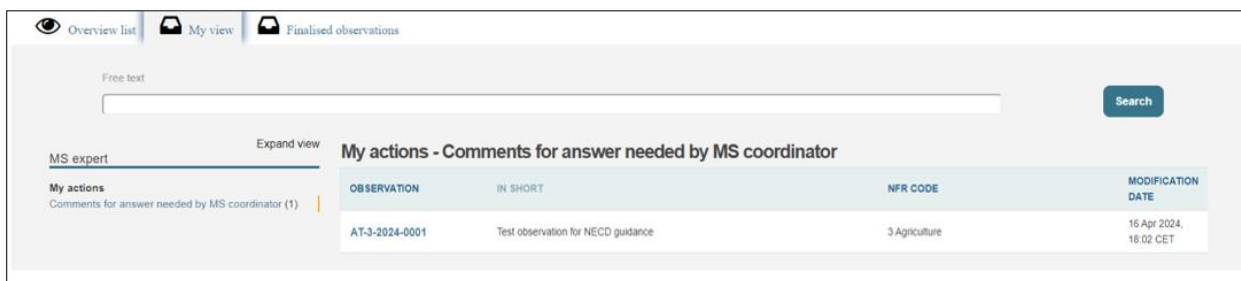 Overview list My view Finalised observations
Free text
Search
Expand view
MS expert
My actions
Comments for answer needed by MS coordinator (1)
My actions - Comments for answer needed by MS coordinator
OBSERVATION IN SHORT NFR CODE MODIFICATION DATE
AT-3-2024-0001 Test observation for NECD guidance 3 Agriculture 16 Apr 2024, 18:02 CET